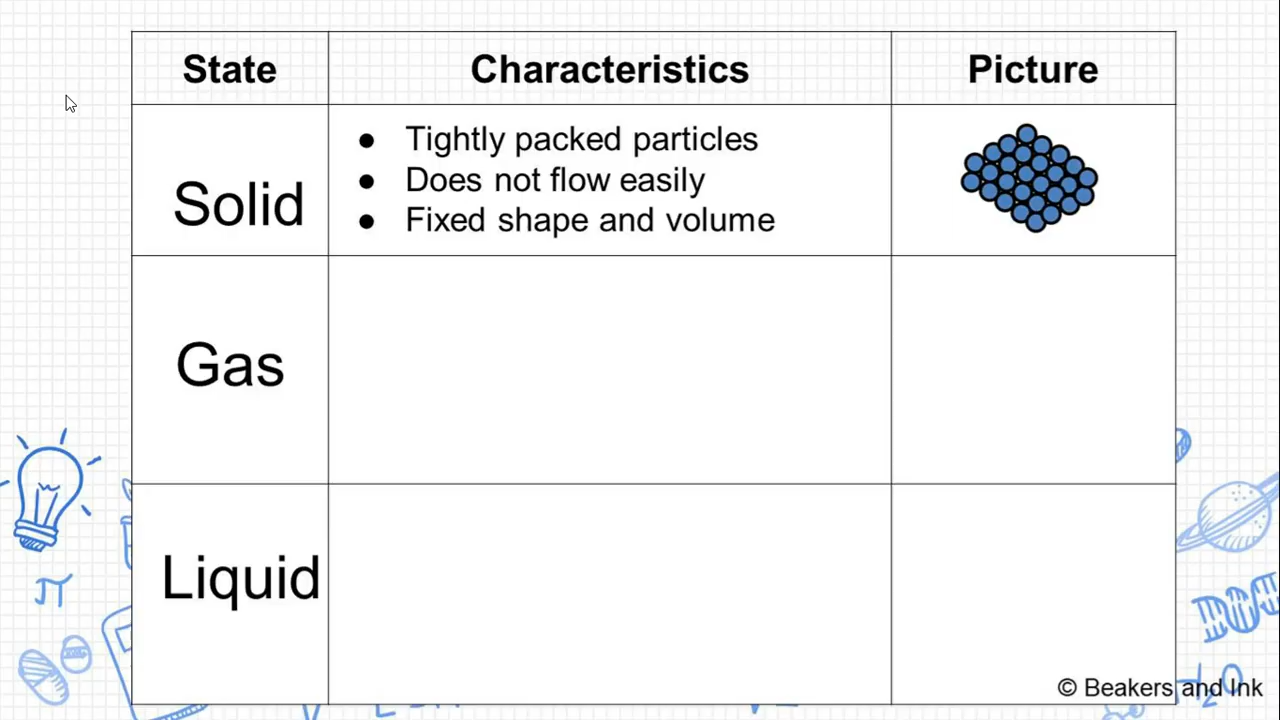 State Characteristics Picture
● Tightly packed particles
● Does not flow easily
Solid
● Fixed shape and volume
Gas
Liquid
π
© Beakers and Ink